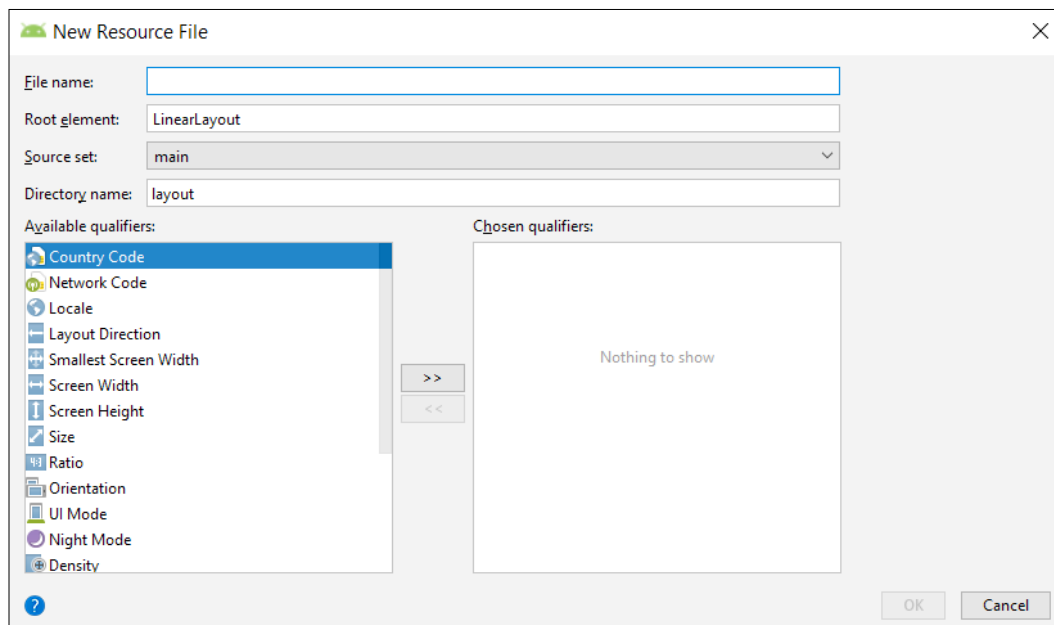 New Resource File
File name:
Root element: LinearLayout
Source set: main
Directory name: layout
Available qualifiers:
Chosen qualifiers:
Country Code
Network Code
Locale
Layout Direction
Smallest Screen Width
Screen Width
Screen Height
Size
4:3 Ratio
Orientation
UI Mode
Night Mode
Density
>>
<<
Nothing to show
?
OK
Cancel